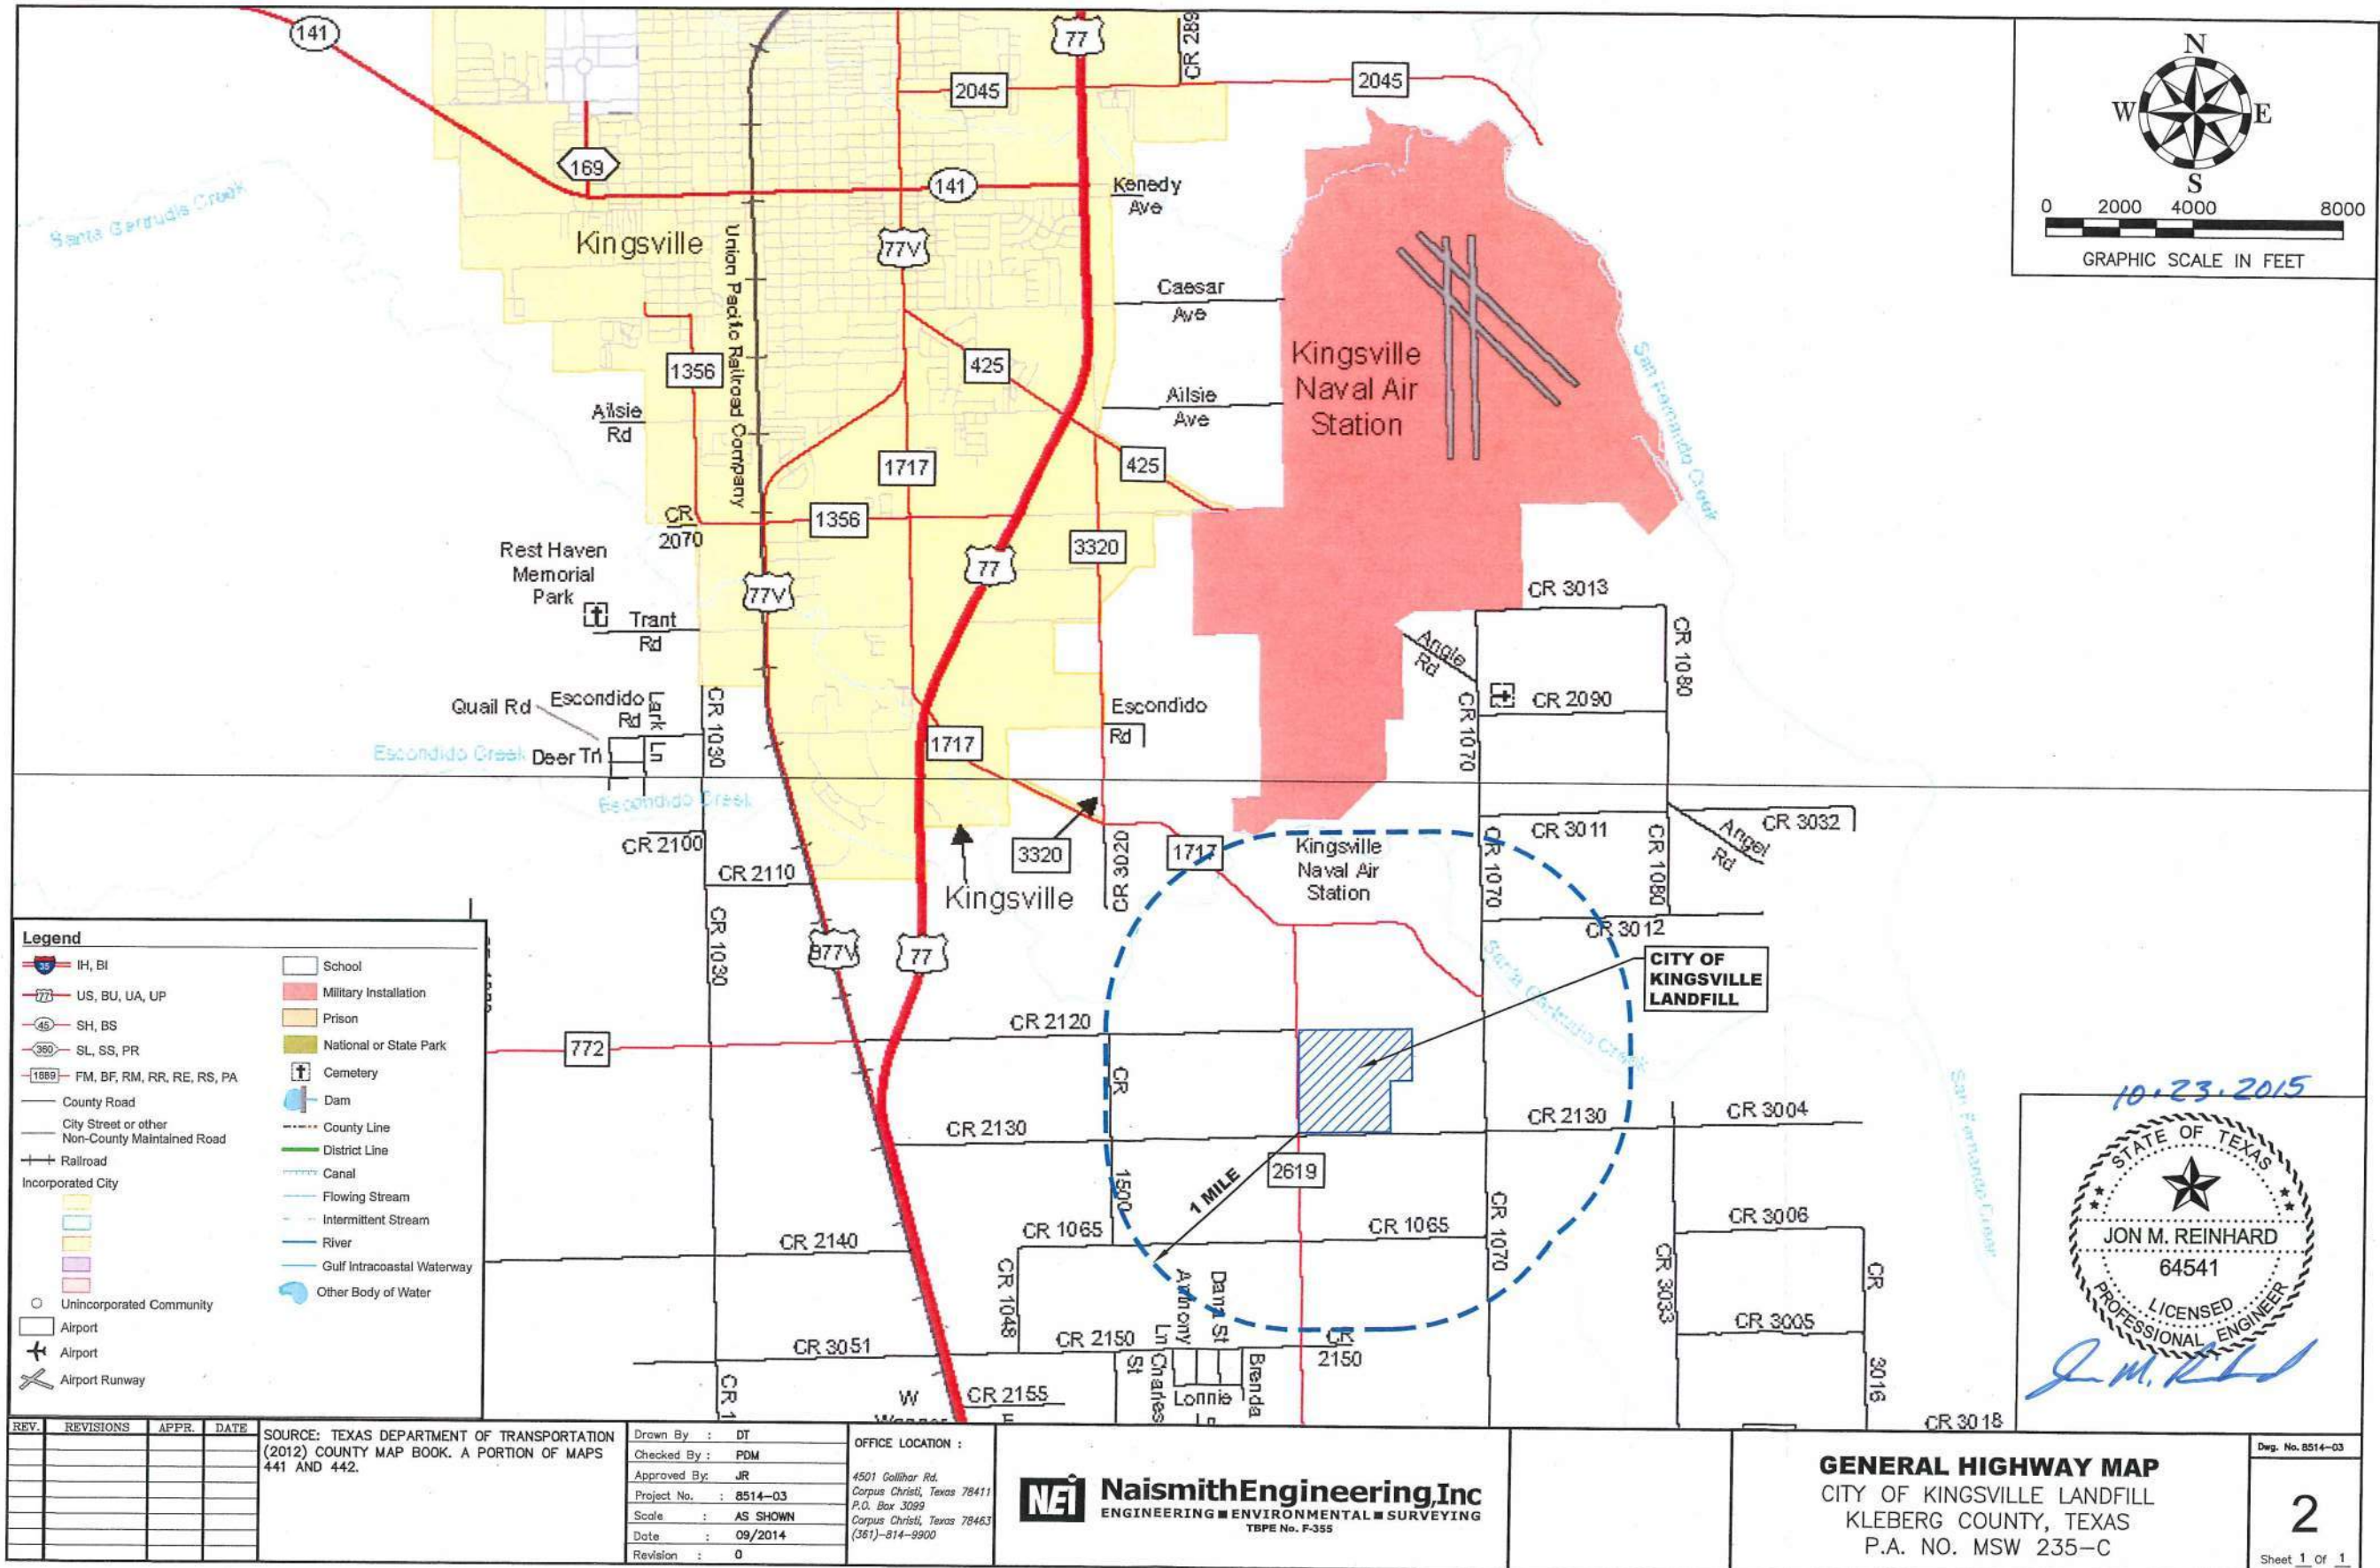 141
77
CR 289
2045
2045
169
141
Kenedy
Ave
Santa Gertrudis Creek
Kingsville
Union Pacific Railroad Company
77V
Caesar
Ave
1356
425
Kingsville
Naval Air
Station
San Fernando Creek
Ailsie
Rd
Ailsie
Ave
1717
425
CR
2070
1356
3320
Rest Haven
Memorial
Park
77V
77
Trant
Rd
CR 3013
Angle
Rd
CR 1080
CR 2090
CR 1070
Quail Rd
Escondido
Rd
Lark
Ln
CR 1030
Escondido
Rd
Escondido Creek
Deer Trl
1717
Escondido Creek
CR 2100
CR 2110
3320
CR 3020
1717
Kingsville
Naval Air
Station
CR 1070
CR 3011
CR 1080
Angel
Rd
CR 3032
Kingsville
CR 1030
CR 3012
77
CITY OF
KINGSVILLE
LANDFILL
772
CR 2120
CR
1500
CR 2130
CR 2130
CR 3004
1 MILE
2619
San Fernando Creek
CR 2140
CR 1065
CR 1065
CR 1070
CR 3006
CR 1048
Anthony
Ln
Dana St
CR 3033
CR
3016
CR 3005
CR 3051
CR 2150
CR
2150
St
Charles
Lonnie
Ln
Brenda
CR 1
W
CR 2155
CR 3018
N
W
E
S
0 2000 4000 8000
GRAPHIC SCALE IN FEET
Legend
35 IH, BI
77 US, BU, UA, UP
45 SH, BS
360 SL, SS, PR
1889 FM, BF, RM, RR, RE, RS, PA
County Road
City Street or other
Non-County Maintained Road
Railroad
Incorporated City
Unincorporated Community
Airport
Airport
Airport Runway
School
Military Installation
Prison
National or State Park
Cemetery
Dam
County Line
District Line
Canal
Flowing Stream
Intermittent Stream
River
Gulf Intracoastal Waterway
Other Body of Water
10.23.2015
STATE OF TEXAS
JON M. REINHARD
64541
LICENSED
PROFESSIONAL ENGINEER
REV. REVISIONS APPR. DATE
SOURCE: TEXAS DEPARTMENT OF TRANSPORTATION
(2012) COUNTY MAP BOOK. A PORTION OF MAPS
441 AND 442.
Drawn By : DT
Checked By : PDM
Approved By: JR
Project No. : 8514-03
Scale : AS SHOWN
Date : 09/2014
Revision : 0
OFFICE LOCATION :
4501 Gollihar Rd.
Corpus Christi, Texas 78411
P.O. Box 3099
Corpus Christi, Texas 78463
(361)-814-9900
NEi
NaismithEngineering,Inc
ENGINEERING■ENVIRONMENTAL■SURVEYING
TBPE No. F-355
GENERAL HIGHWAY MAP
CITY OF KINGSVILLE LANDFILL
KLEBERG COUNTY, TEXAS
P.A. NO. MSW 235-C
Dwg. No. 8514-03
2
Sheet 1 Of 1